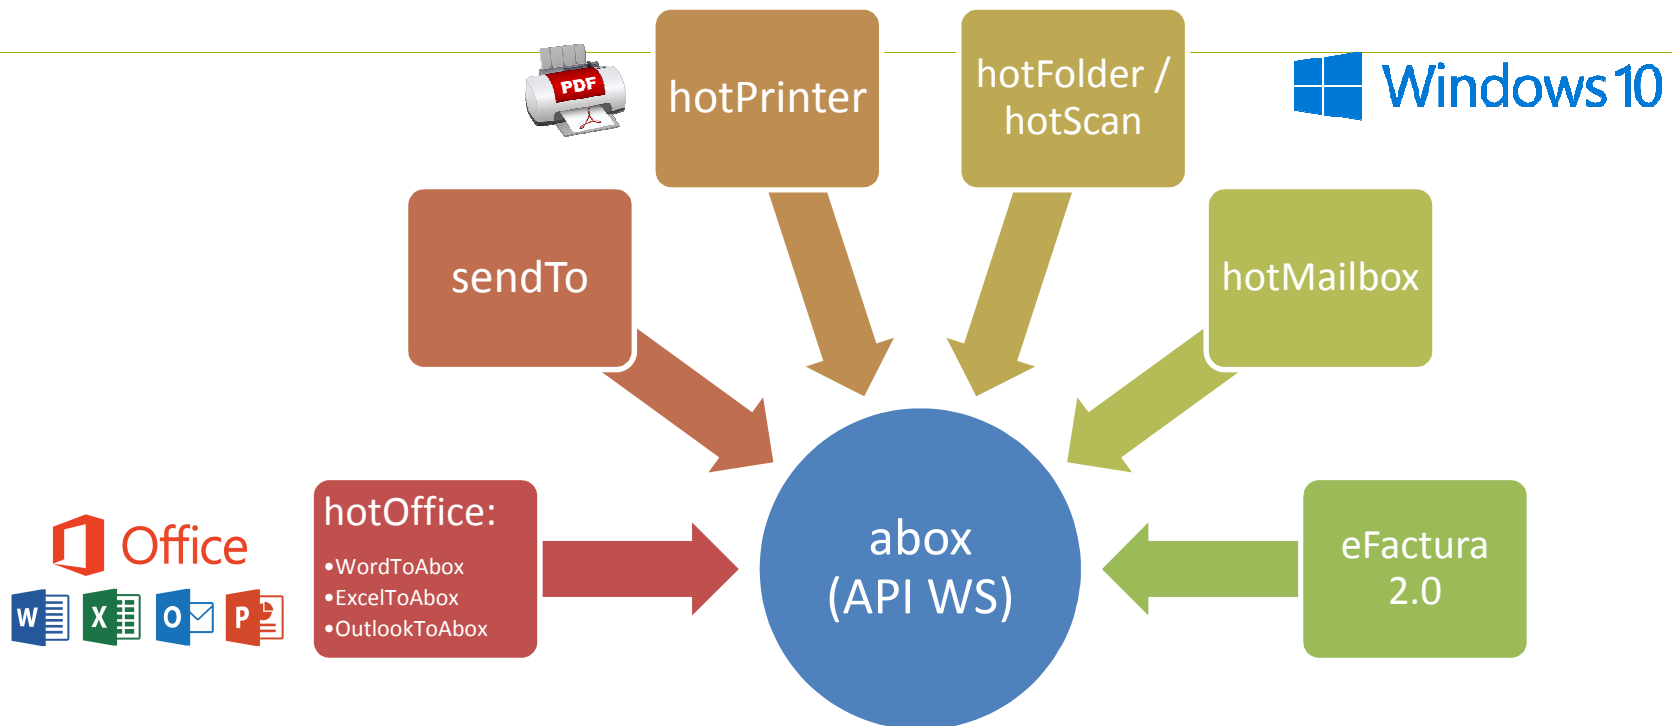 PDF
hotPrinter
hotFolder /
hotScan
Windows 10
sendTo
hotMailbox
Office
W
X
O
P
hotOffice:
•WordToAbox
•ExcelToAbox
•OutlookToAbox
abox
(API WS)
eFactura
2.0